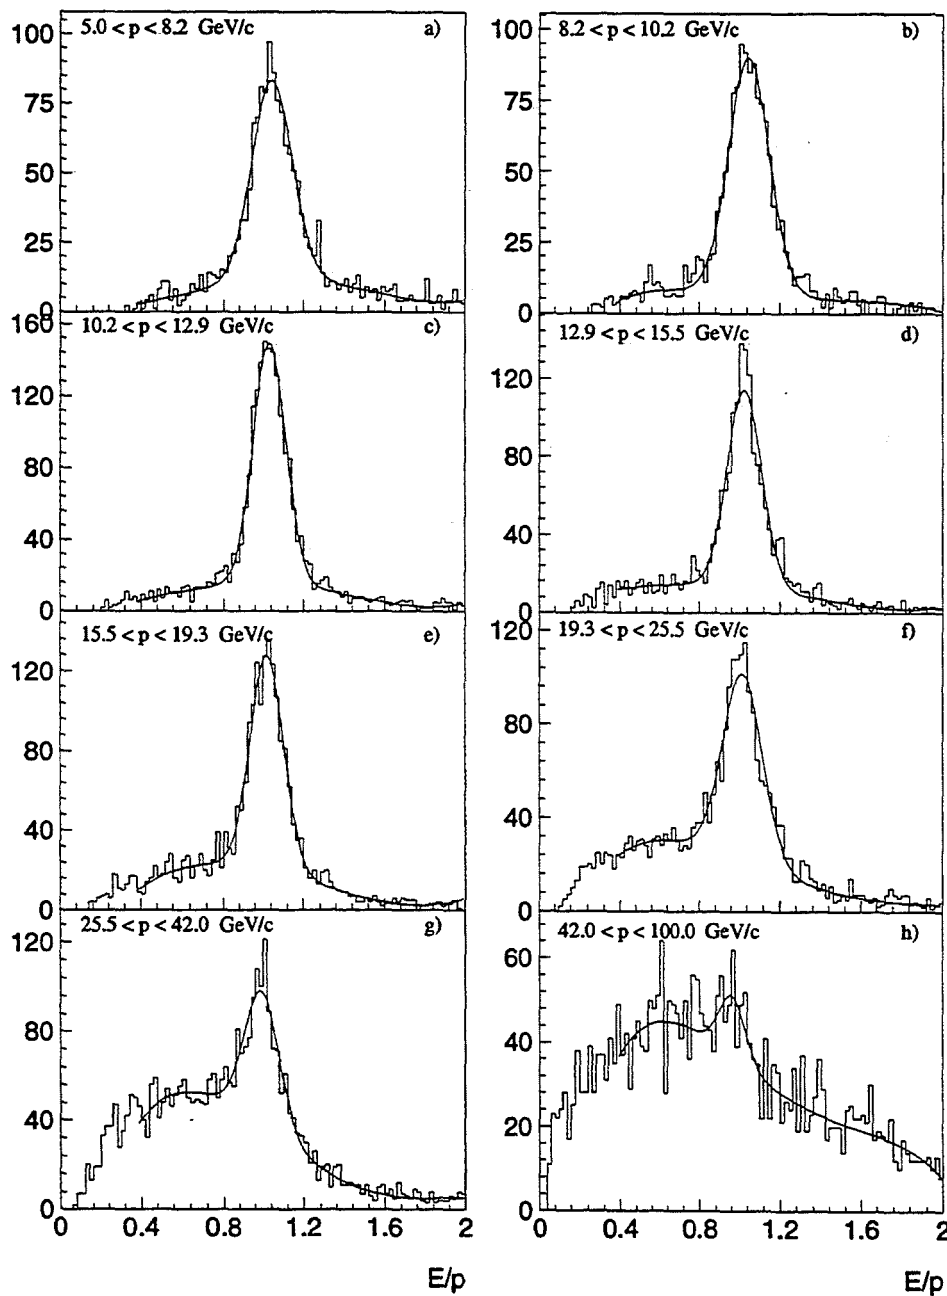 5.0 < p < 8.2 GeV/c a)
100
75
50
25
0
8.2 < p < 10.2 GeV/c b)
100
75
50
25
0
10.2 < p < 12.9 GeV/c c)
160
120
80
40
0
12.9 < p < 15.5 GeV/c d)
120
80
40
0
15.5 < p < 19.3 GeV/c e)
120
80
40
0
19.3 < p < 25.5 GeV/c f)
120
80
40
0
25.5 < p < 42.0 GeV/c g)
120
80
40
0
0 0.4 0.8 1.2 1.6 2
E/p
42.0 < p < 100.0 GeV/c h)
60
40
20
0
0 0.4 0.8 1.2 1.6 2
E/p